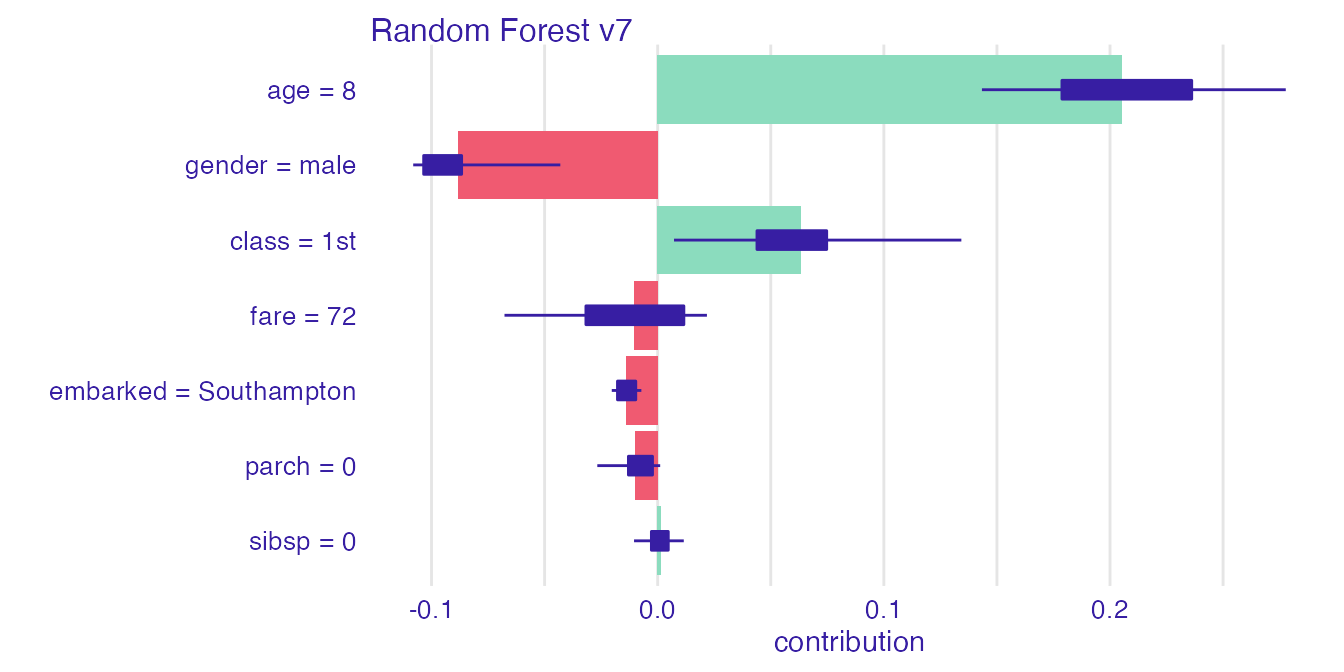 Random Forest v7
age = 8
gender = male
class = 1st
fare = 72
embarked = Southampton
parch = 0
sibsp = 0
-0.1 0.0 0.1 0.2
contribution